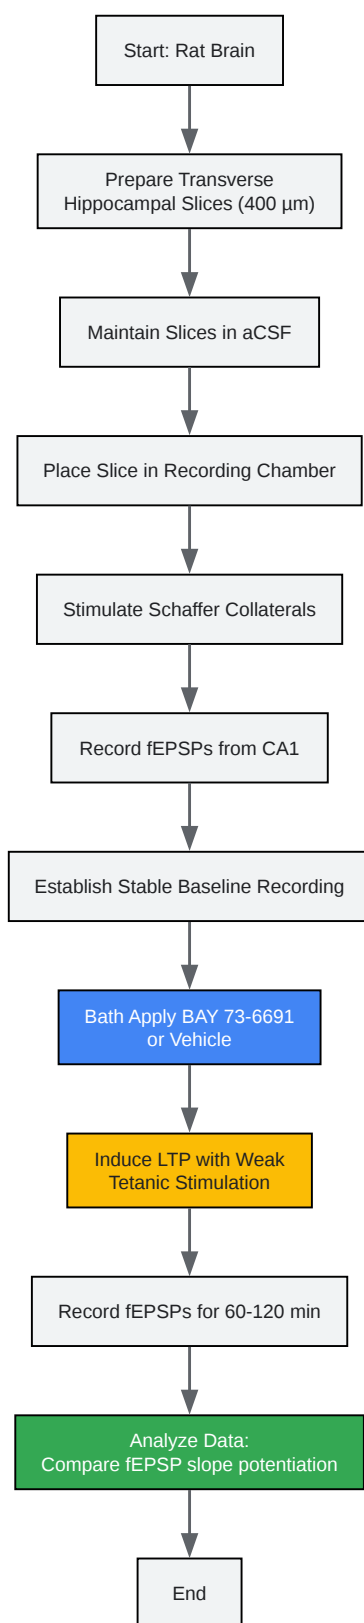 Start: Rat Brain
Prepare Transverse
Hippocampal Slices (400 µm)
Maintain Slices in aCSF
Place Slice in Recording Chamber
Stimulate Schaffer Collaterals
Record fEPSPs from CA1
Establish Stable Baseline Recording
Bath Apply BAY 73-6691
or Vehicle
Induce LTP with Weak
Tetanic Stimulation
Record fEPSPs for 60-120 min
Analyze Data:
Compare fEPSP slope potentiation
End